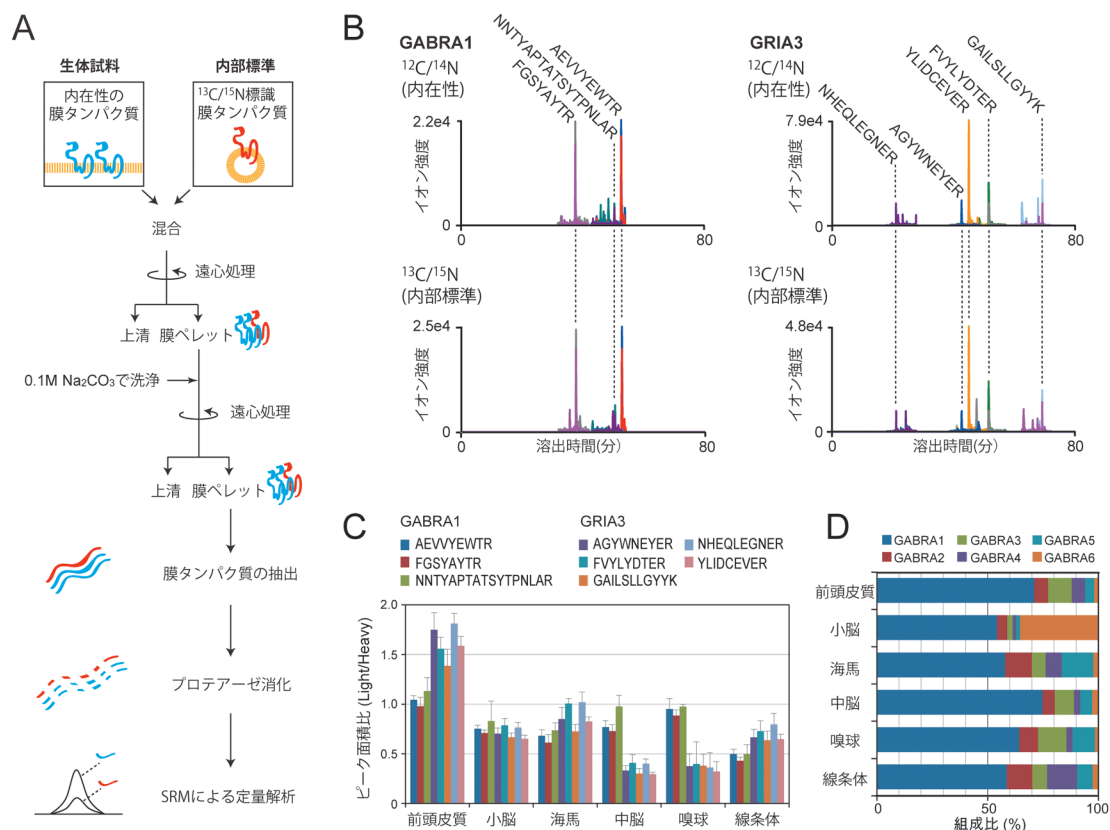 A
生体試料
内部標準
内在性の
膜タンパク質
¹³C/¹⁵N標識
膜タンパク質
混合
遠心処理
上清 膜ペレット
0.1M Na₂CO₃で洗浄
遠心処理
上清 膜ペレット
膜タンパク質の抽出
プロテアーゼ消化
SRMによる定量解析
B
GABRA1
¹²C/¹⁴N
(内在性)
FGSYAYTR
NNTYAPTATSYTPNLAR
AEVVYEWTR
2.2e4
イオン強度
0
0
80
¹³C/¹⁵N
(内部標準)
2.5e4
イオン強度
0
0
80
溶出時間(分)
GRIA3
¹²C/¹⁴N
(内在性)
NHEQLEGNER
AGYWNEYER
YLIDCEVER
FVYLYDTER
GAILSLLGYYK
7.9e4
イオン強度
0
0
80
¹³C/¹⁵N
(内部標準)
4.8e4
イオン強度
0
0
80
溶出時間(分)
C
GABRA1
AEVVYEWTR
FGSYAYTR
NNTYAPTATSYTPNLAR
GRIA3
AGYWNEYER
NHEQLEGNER
FVYLYDTER
YLIDCEVER
GAILSLLGYYK
ピーク面積比 (Light/Heavy)
2.0
1.5
1.0
0.5
0.0
前頭皮質
小脳
海馬
中脳
嗅球
線条体
D
GABRA1
GABRA3
GABRA5
GABRA2
GABRA4
GABRA6
前頭皮質
小脳
海馬
中脳
嗅球
線条体
0
50
100
組成比 (%)